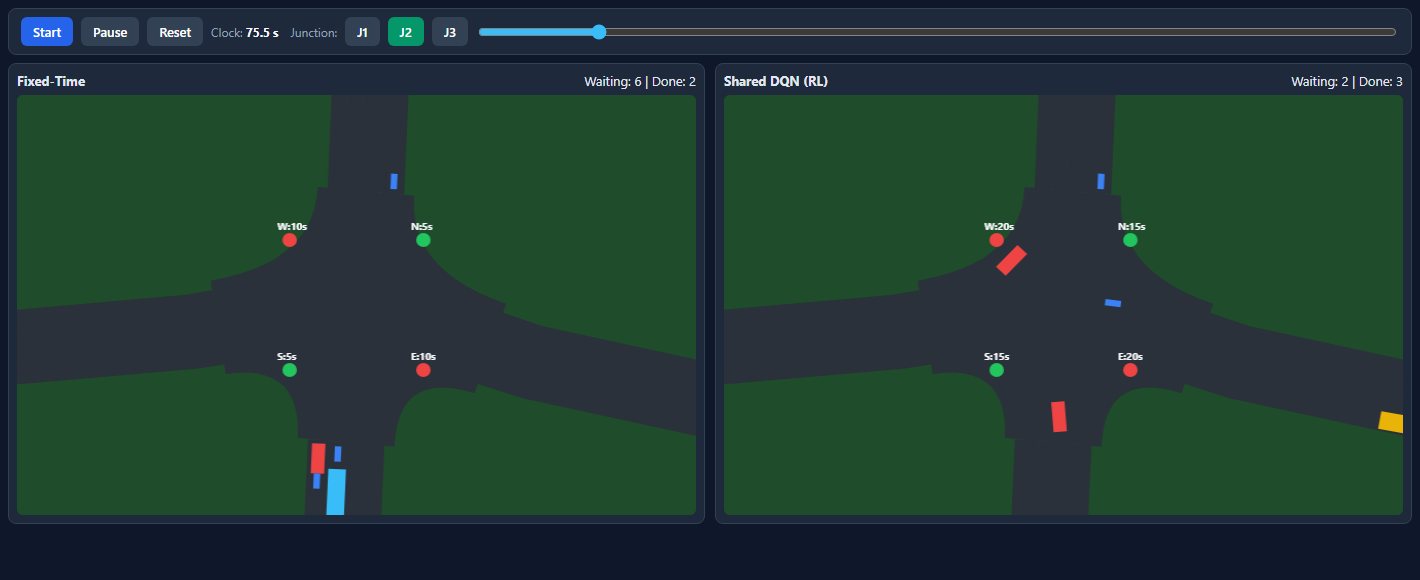 Start Pause Reset Clock: 75.5 s Junction: J1 J2 J3
Fixed-Time Waiting: 6 | Done: 2
W:10s N:5s
S:5s E:10s
Shared DQN (RL) Waiting: 2 | Done: 3
W:20s N:15s
S:15s E:20s